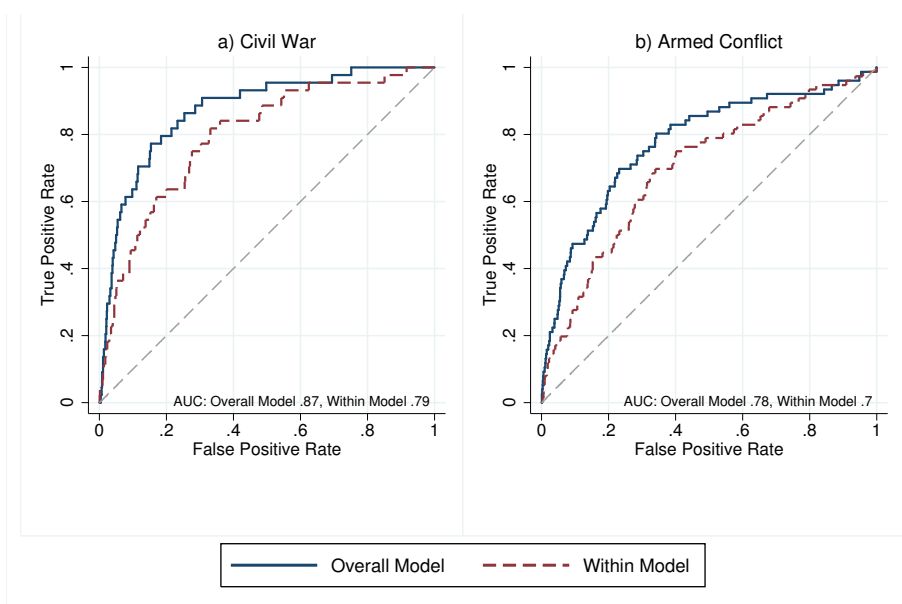 a) Civil War
True Positive Rate
1
.8
.6
.4
.2
0
AUC: Overall Model .87, Within Model .79
0 .2 .4 .6 .8 1
False Positive Rate
b) Armed Conflict
True Positive Rate
1
.8
.6
.4
.2
0
AUC: Overall Model .78, Within Model .7
0 .2 .4 .6 .8 1
False Positive Rate
Overall Model Within Model